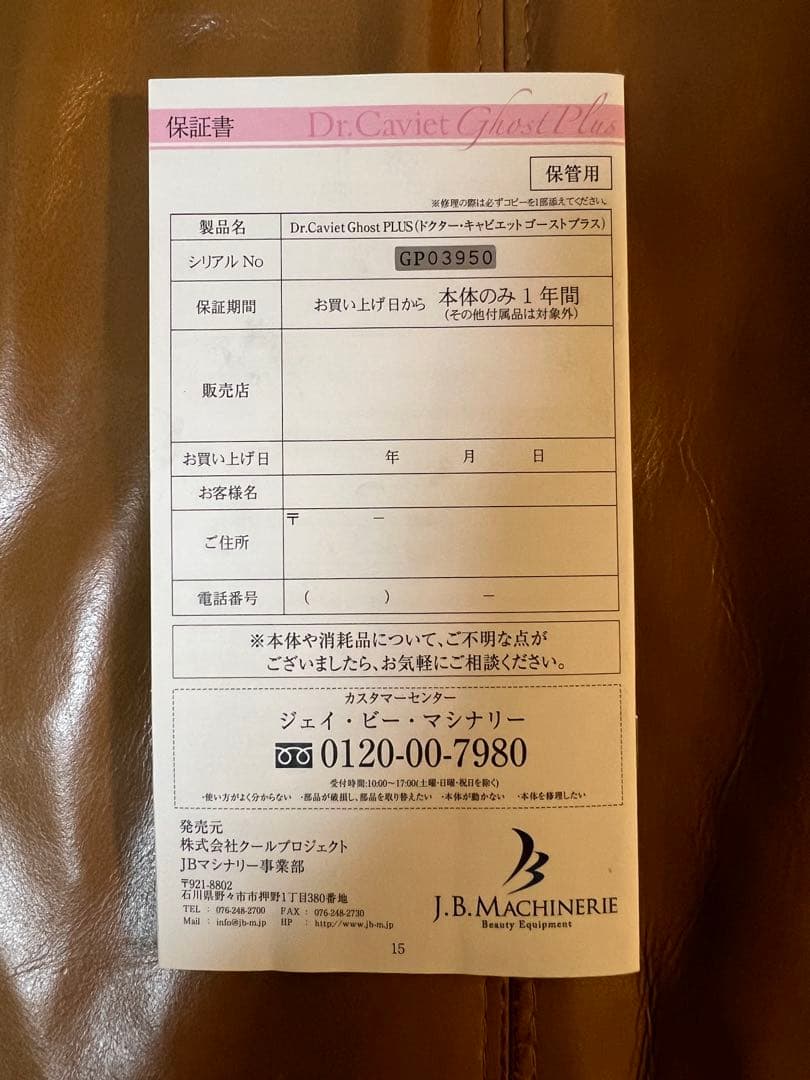 保証書 Dr.Caviet Ghost Plus
保管用
※修理の際は必ずコピーを1部添えてください。
製品名 Dr.Caviet Ghost PLUS(ドクター・キャビエット ゴーストプラス)
シリアルNo GP03950
保証期間 お買い上げ日から 本体のみ1年間
(その他付属品は対象外)
販売店
お買い上げ日 年 月 日
お客様名
ご住所 〒 −
電話番号 ( ) −
※本体や消耗品について、ご不明な点が
ございましたら、お気軽にご相談ください。
カスタマーセンター
ジェイ・ビー・マシナリー
0120-00-7980
受付時間:10:00〜17:00(土曜・日曜・祝日を除く)
・使い方がよく分からない ・部品が破損し、部品を取り替えたい ・本体が動かない ・本体を修理したい
発売元
株式会社クールプロジェクト
JBマシナリー事業部
〒921-8802
石川県野々市市押野1丁目380番地
TEL : 076-248-2700 FAX : 076-248-2730
Mail : info@jb-m.jp HP : http://www.jb-m.jp
J.B.MACHINERIE
Beauty Equipment
15